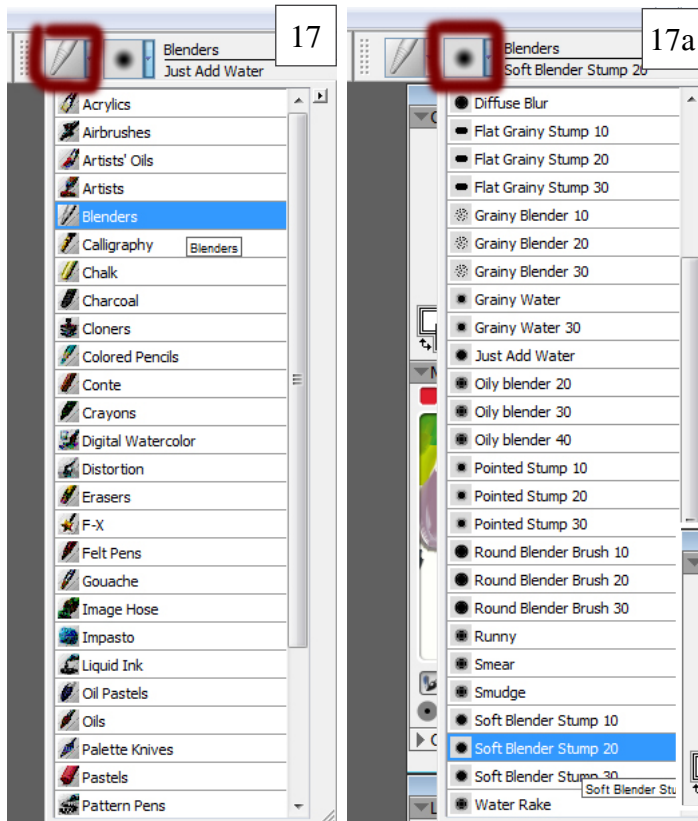 Blenders
Just Add Water
17
Acrylics
Airbrushes
Artists' Oils
Artists
Blenders
Calligraphy
Blenders
Chalk
Charcoal
Cloners
Colored Pencils
Conte
Crayons
Digital Watercolor
Distortion
Erasers
F-X
Felt Pens
Gouache
Image Hose
Impasto
Liquid Ink
Oil Pastels
Oils
Palette Knives
Pastels
Pattern Pens
Blenders
Soft Blender Stump 20
17a
Diffuse Blur
Flat Grainy Stump 10
Flat Grainy Stump 20
Flat Grainy Stump 30
Grainy Blender 10
Grainy Blender 20
Grainy Blender 30
Grainy Water
Grainy Water 30
Just Add Water
Oily blender 20
Oily blender 30
Oily blender 40
Pointed Stump 10
Pointed Stump 20
Pointed Stump 30
Round Blender Brush 10
Round Blender Brush 20
Round Blender Brush 30
Runny
Smear
Smudge
Soft Blender Stump 10
Soft Blender Stump 20
Soft Blender Stump 30
Soft Blender Stu
Water Rake